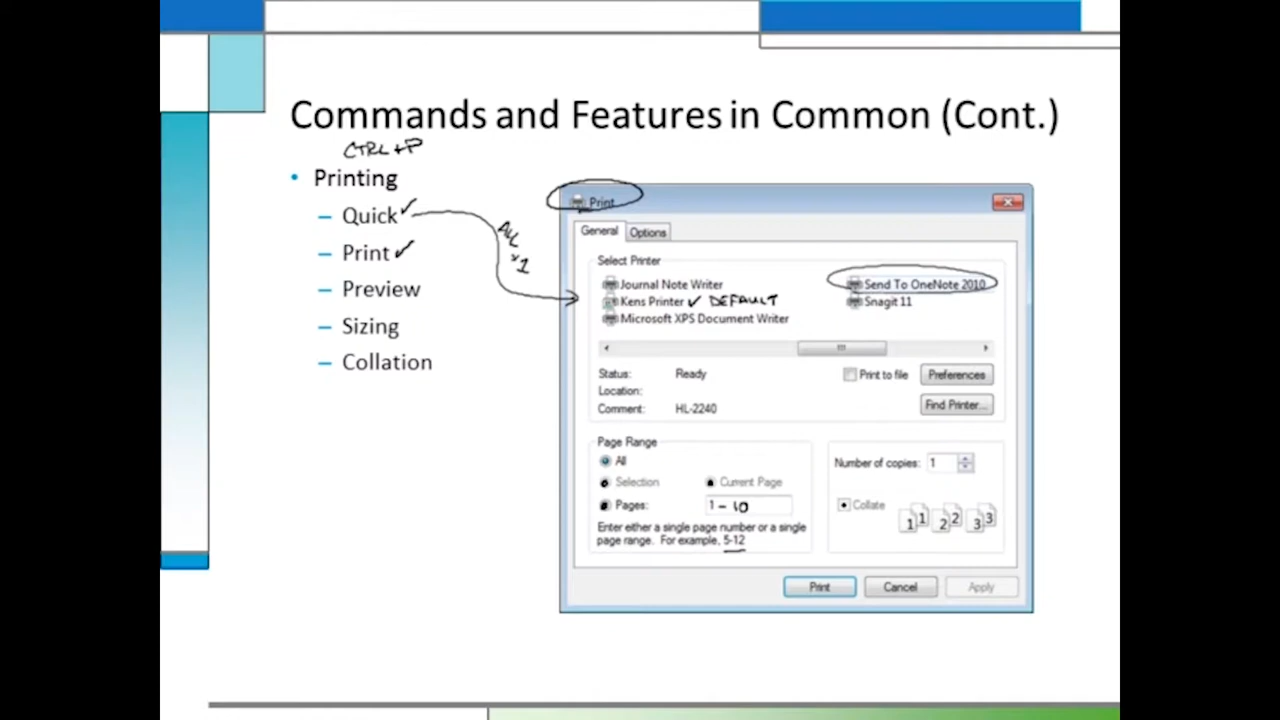 Commands and Features in Common (Cont.)
CTRL + P
• Printing
– Quick ✓
– Print ✓
– Preview
– Sizing
– Collation
ALL
*1
Print
General Options
Select Printer
Journal Note Writer
Kens Printer ✓ DEFAULT
Microsoft XPS Document Writer
Send To OneNote 2010
Snagit 11
Status: Ready
Location:
Comment: HL-2240
Print to file
Preferences
Find Printer...
Page Range
All
Selection Current Page
Pages: 1 - 10
Enter either a single page number or a single
page range. For example, 5-12
Number of copies: 1
Collate
1 1 2 2 3 3
Print Cancel Apply